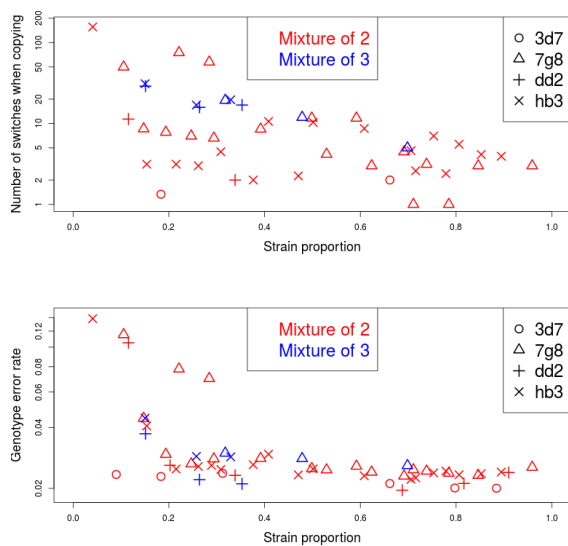 Number of switches when copying
200
100
50
20
10
5
2
1
Mixture of 2
Mixture of 3
3d7
7g8
dd2
hb3
0.0 0.2 0.4 0.6 0.8 1.0
Strain proportion
Genotype error rate
0.12
0.08
0.06
0.04
0.02
Mixture of 2
Mixture of 3
3d7
7g8
dd2
hb3
0.0 0.2 0.4 0.6 0.8 1.0
Strain proportion